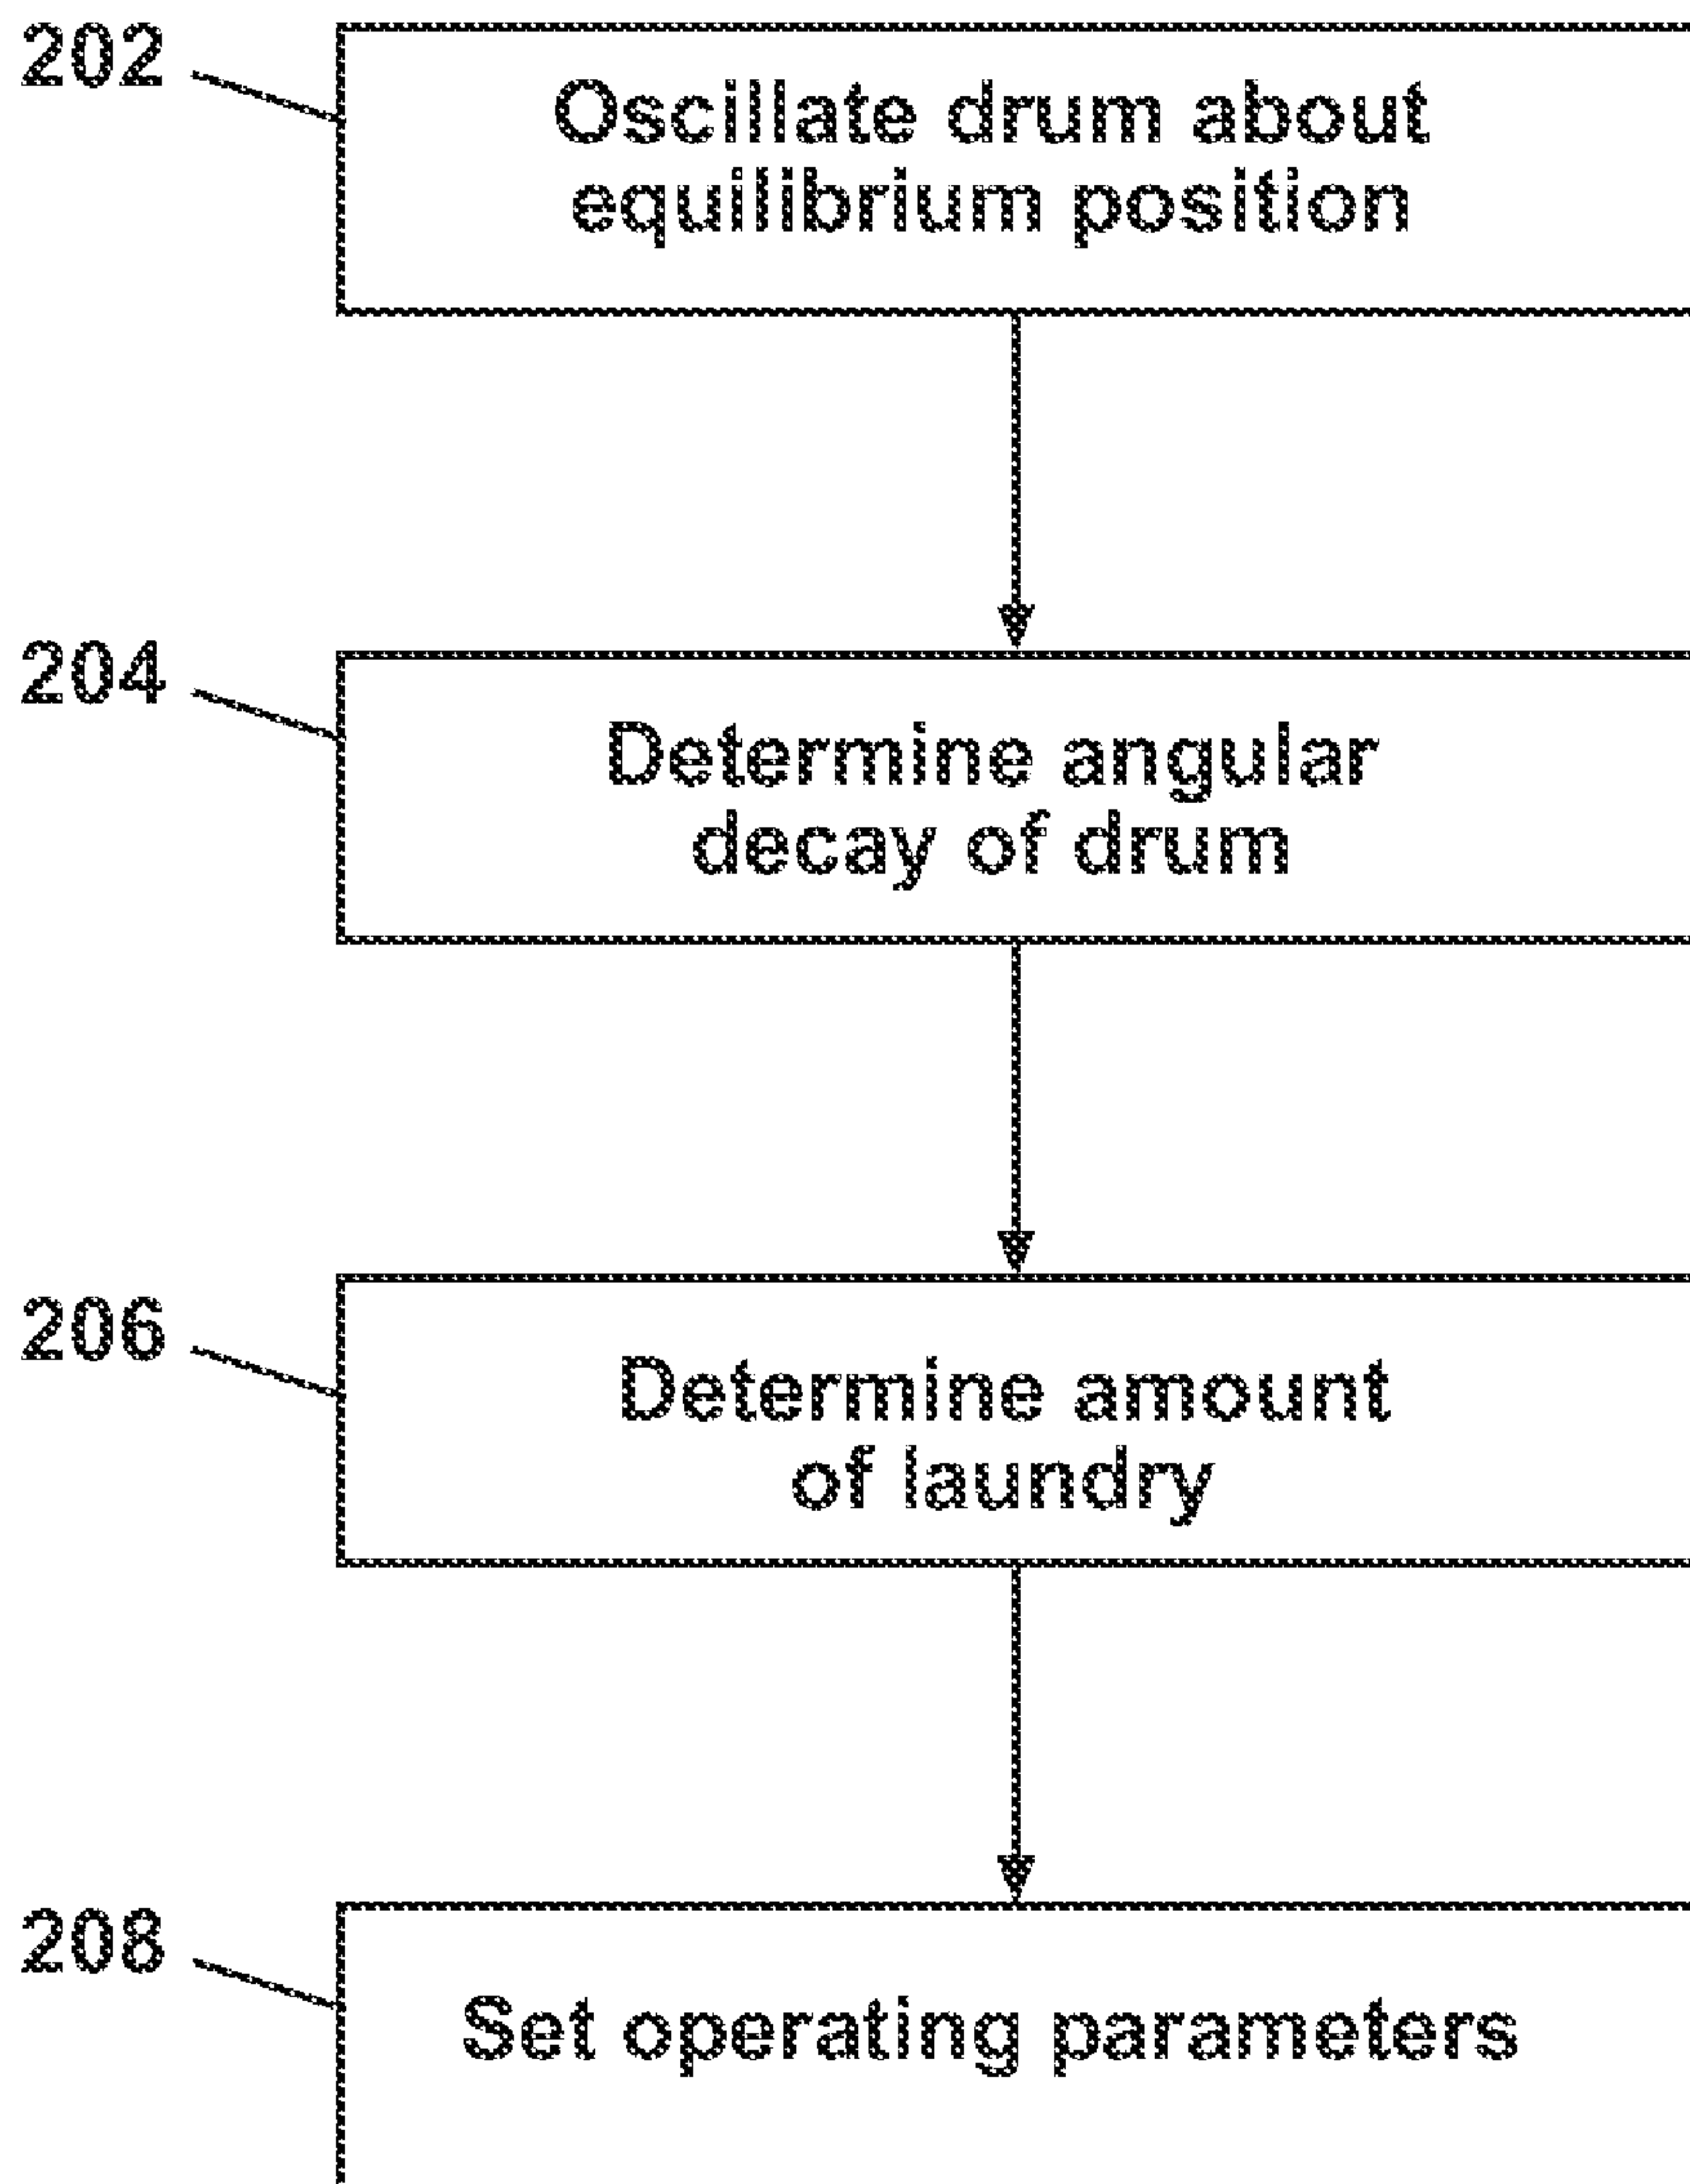 202
Oscillate drum about
equilibrium position
204
Determine angular
decay of drum
206
Determine amount
of laundry
208
Set operating parameters